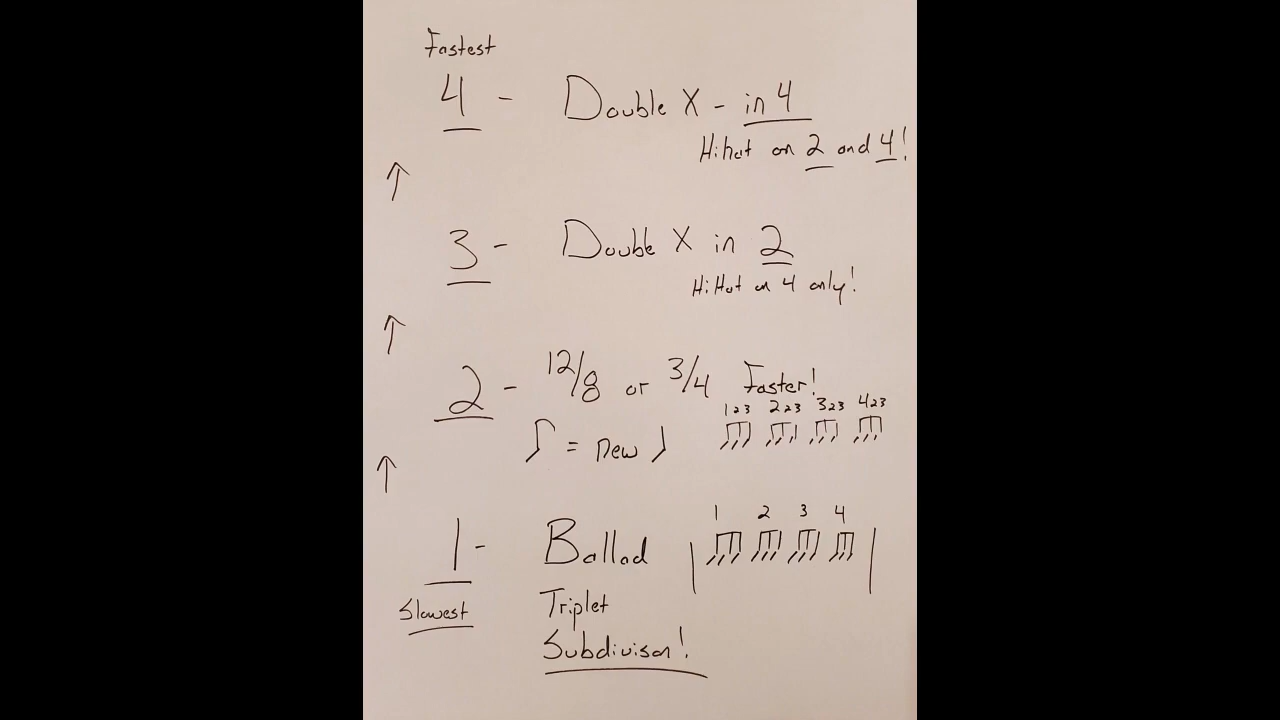 Fastest
4 - Double X - in 4
Hihat on 2 and 4!
3 - Double X in 2
HiHat on 4 only!
2 - 12/8 or 3/4 Faster!
1 2 3 2 2 3 3 2 3 4 2 3
♪ = new ♩
1 2 3 4
1 - Ballad
Slowest
Triplet
Subdivison!